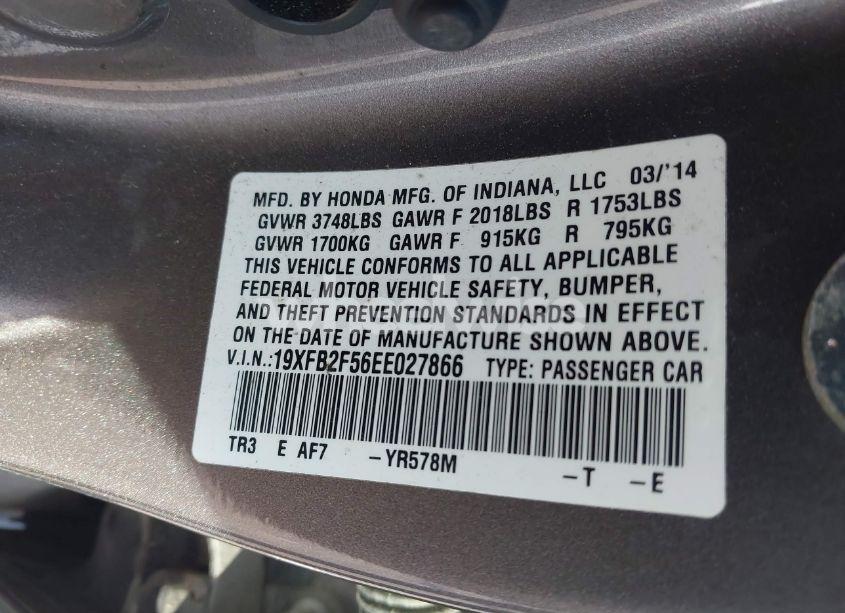 MFD. BY HONDA MFG. OF INDIANA, LLC 03/'14
GVWR 3748LBS GAWR F 2018LBS R 1753LBS
GVWR 1700KG GAWR F 915KG R 795KG
THIS VEHICLE CONFORMS TO ALL APPLICABLE
FEDERAL MOTOR VEHICLE SAFETY, BUMPER,
AND THEFT PREVENTION STANDARDS IN EFFECT
ON THE DATE OF MANUFACTURE SHOWN ABOVE.
V.I.N.:19XFB2F56EE027866 TYPE: PASSENGER CAR
TR3 E AF7 -YR578M -T -E